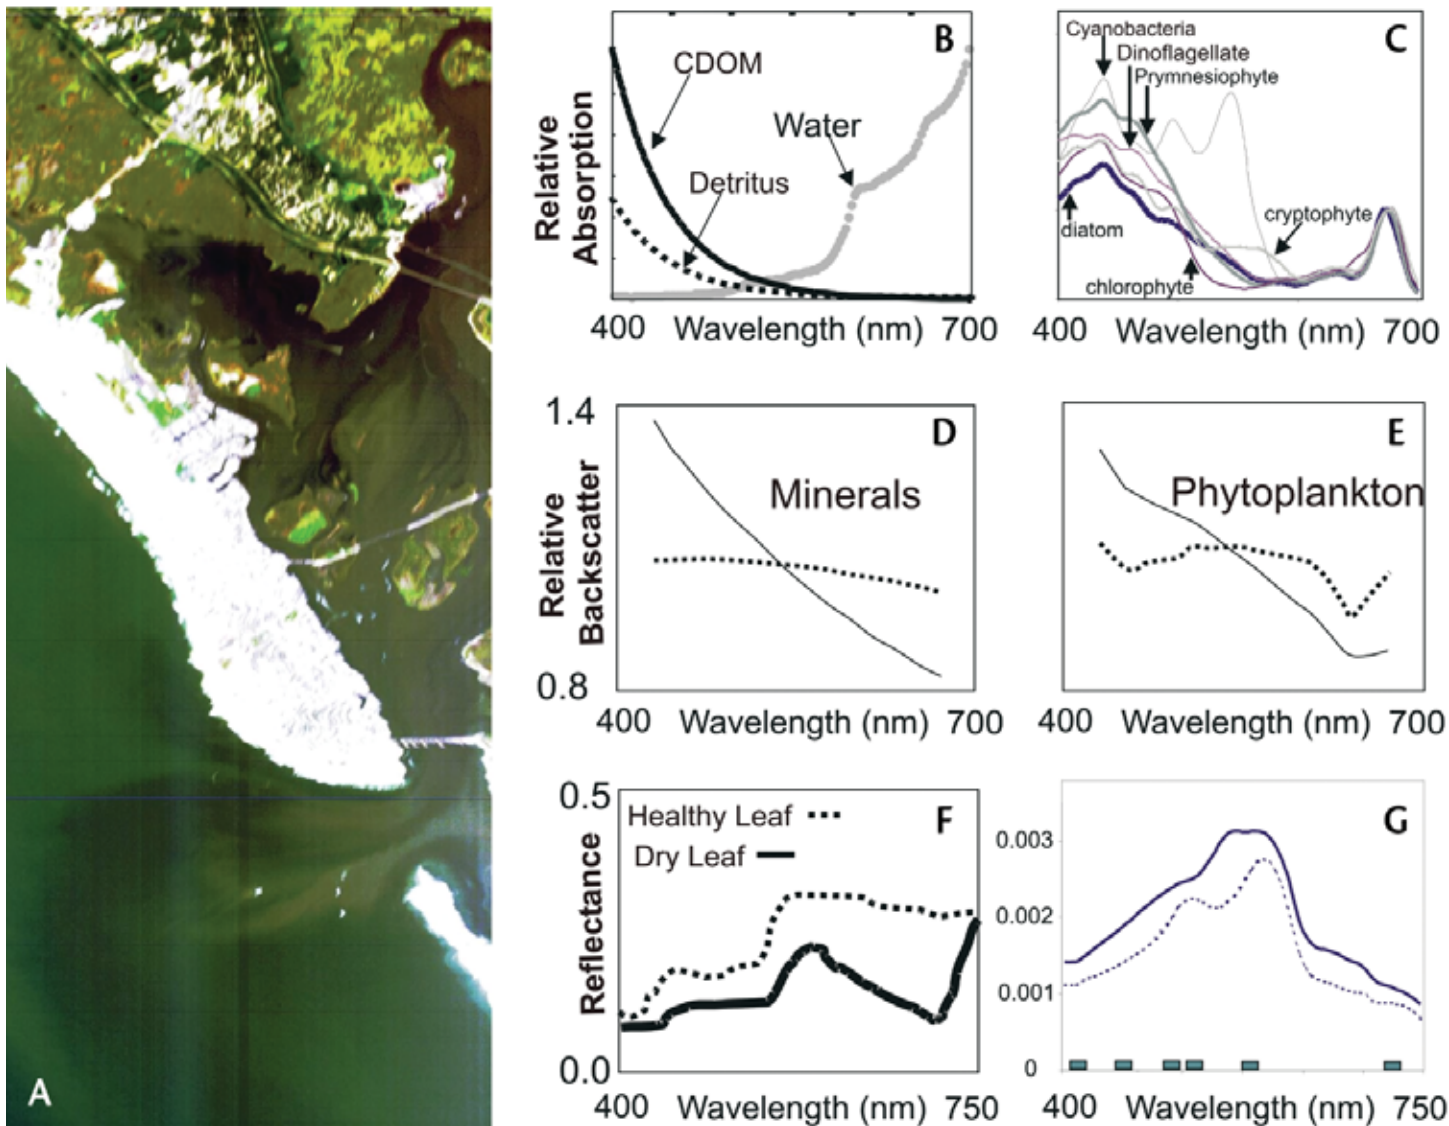 A
B
CDOM
Water
Detritus
Relative
Absorption
400 Wavelength (nm) 700
C
Cyanobacteria
Dinoflagellate
Prymnesiophyte
cryptophyte
diatom
chlorophyte
400 Wavelength (nm) 700
1.4
D
Minerals
Relative
Backscatter
0.8
400 Wavelength (nm) 700
E
Phytoplankton
400 Wavelength (nm) 700
0.5
Healthy Leaf
F
Dry Leaf
Reflectance
0.0
400 Wavelength (nm) 750
G
0.003
0.002
0.001
0
400 Wavelength (nm) 750